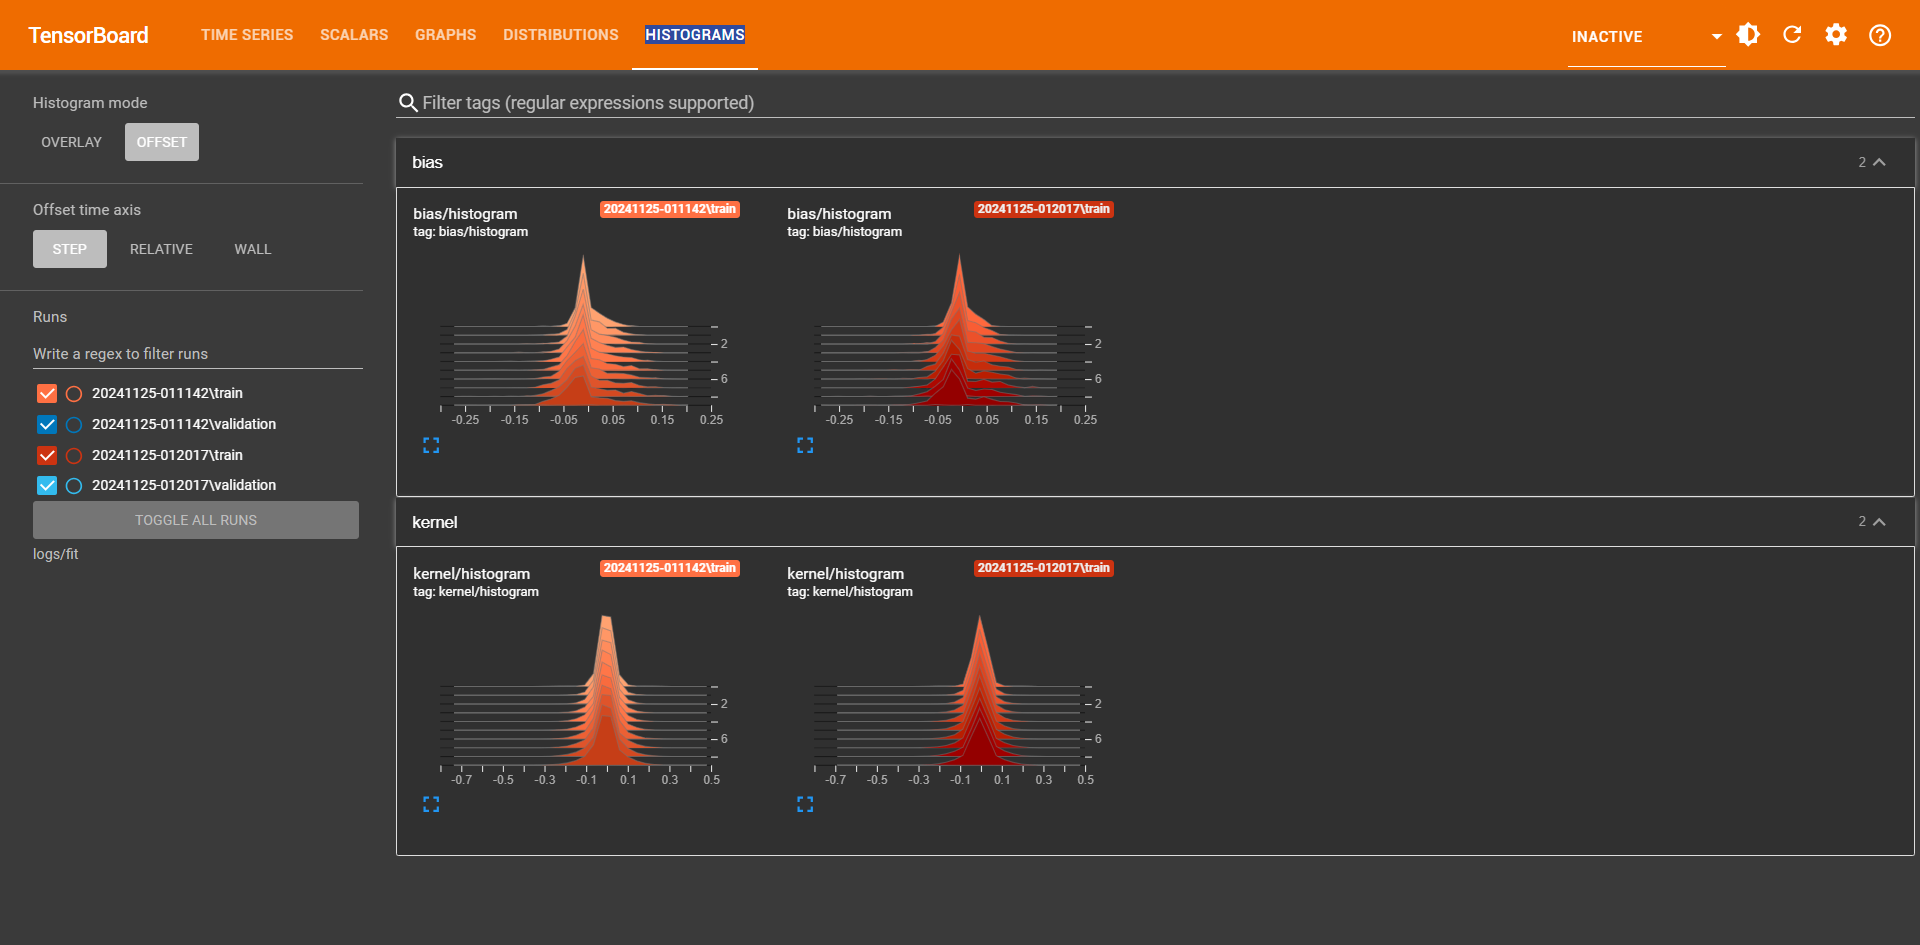 TensorBoard
TIME SERIES
SCALARS
GRAPHS
DISTRIBUTIONS
HISTOGRAMS
INACTIVE
Histogram mode
OVERLAY
OFFSET
Offset time axis
STEP
RELATIVE
WALL
Runs
Write a regex to filter runs
20241125-011142\train
20241125-011142\validation
20241125-012017\train
20241125-012017\validation
TOGGLE ALL RUNS
logs/fit
Filter tags (regular expressions supported)
bias
2
bias/histogram
20241125-011142\train
tag: bias/histogram
2
6
-0.25 -0.15 -0.05 0.05 0.15 0.25
bias/histogram
20241125-012017\train
tag: bias/histogram
2
6
-0.25 -0.15 -0.05 0.05 0.15 0.25
kernel
2
kernel/histogram
20241125-011142\train
tag: kernel/histogram
2
6
-0.7 -0.5 -0.3 -0.1 0.1 0.3 0.5
kernel/histogram
20241125-012017\train
tag: kernel/histogram
2
6
-0.7 -0.5 -0.3 -0.1 0.1 0.3 0.5